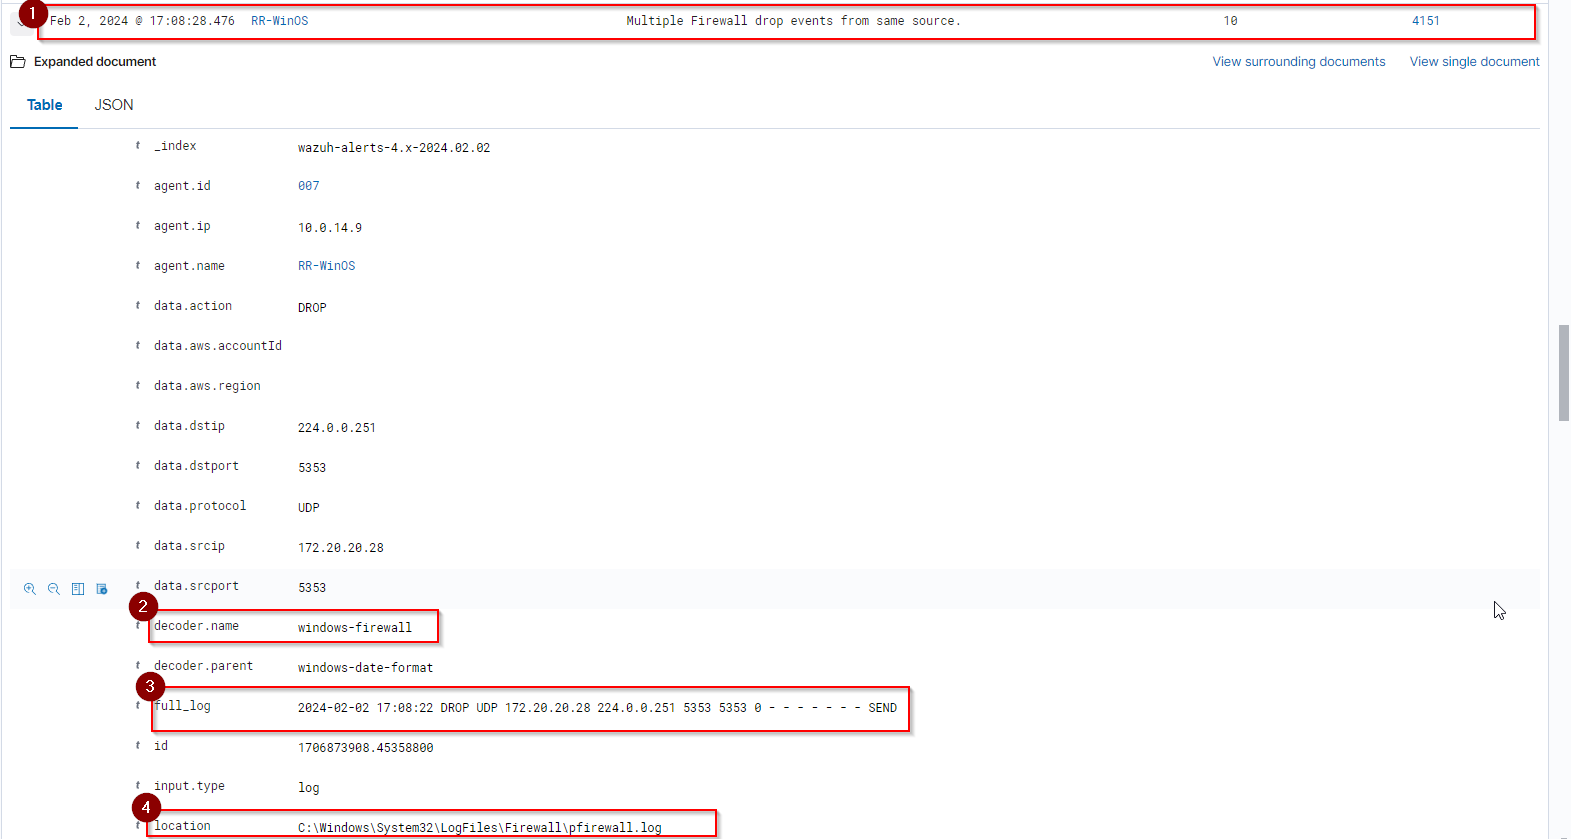 1
Feb 2, 2024 @ 17:08:28.476 RR-WinOS Multiple Firewall drop events from same source. 10 4151
Expanded document View surrounding documents View single document
Table JSON
t _index wazuh-alerts-4.x-2024.02.02
t agent.id 007
t agent.ip 10.0.14.9
t agent.name RR-WinOS
t data.action DROP
t data.aws.accountId
t data.aws.region
t data.dstip 224.0.0.251
t data.dstport 5353
t data.protocol UDP
t data.srcip 172.20.20.28
t data.srcport 5353
2
t decoder.name windows-firewall
t decoder.parent windows-date-format
3
t full_log 2024-02-02 17:08:22 DROP UDP 172.20.20.28 224.0.0.251 5353 5353 0 - - - - - - - SEND
t id 1706873908.45358800
t input.type log
4
t location C:\Windows\System32\LogFiles\Firewall\pfirewall.log